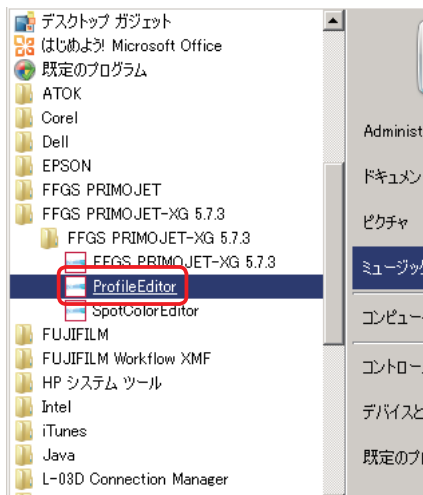 デスクトップ ガジェット
はじめよう! Microsoft Office
既定のプログラム
ATOK
Corel
Dell
EPSON
FFGS PRIMOJET
FFGS PRIMOJET-XG 5.7.3
FFGS PRIMOJET-XG 5.7.3
FFGS PRIMOJET-XG 5.7.3
ProfileEditor
SpotColorEditor
FUJIFILM
FUJIFILM Workflow XMF
HP システム ツール
Intel
iTunes
Java
L-03D Connection Manager
Administ
ドキュメン
ピクチャ
ミュージッ
コンピュー
コントロー
デバイスと
既定のプ